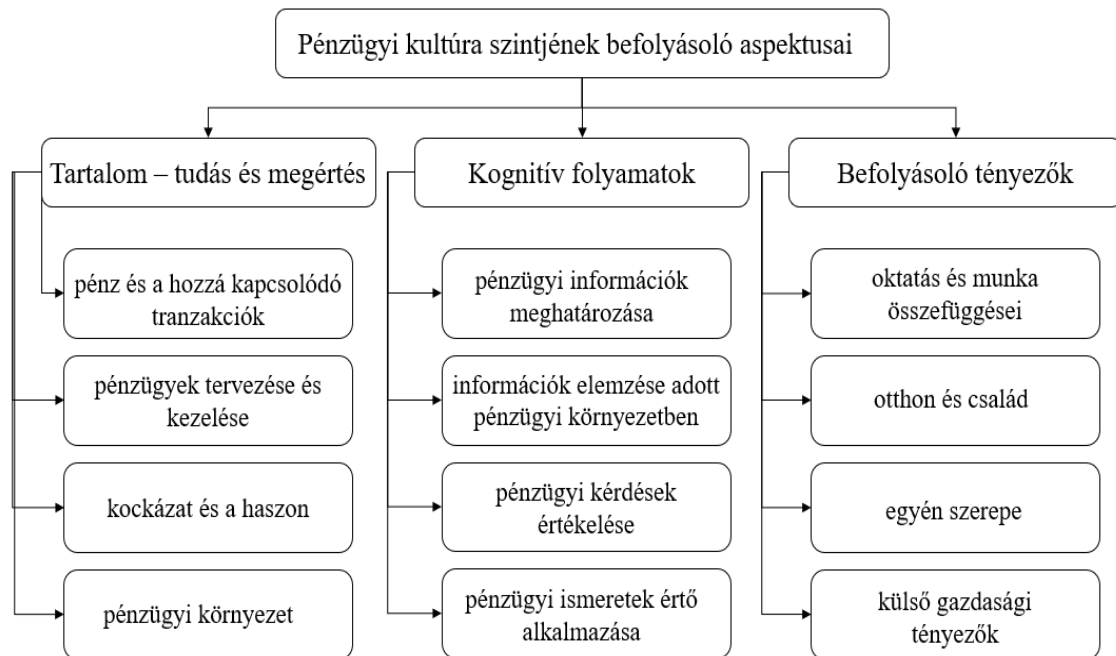 Pénzügyi kultúra szintjének befolyásoló aspektusai
Tartalom – tudás és megértés
pénz és a hozzá kapcsolódó
tranzakciók
pénzügyek tervezése és
kezelése
kockázat és a haszon
pénzügyi környezet
Kognitív folyamatok
pénzügyi információk
meghatározása
információk elemzése adott
pénzügyi környezetben
pénzügyi kérdések
értékelése
pénzügyi ismeretek értő
alkalmazása
Befolyásoló tényezők
oktatás és munka
összefüggései
otthon és család
egyén szerepe
külső gazdasági
tényezők